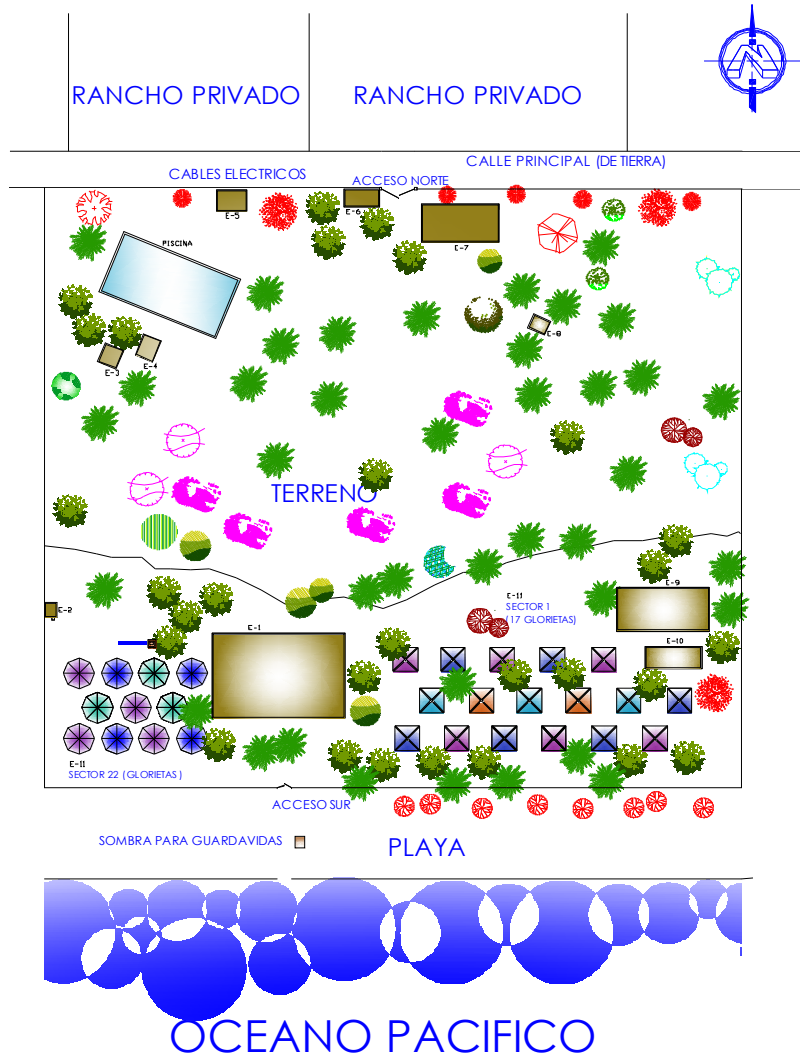 RANCHO PRIVADO
RANCHO PRIVADO
CALLE PRINCIPAL (DE TIERRA)
CABLES ELECTRICOS
ACCESO NORTE
E-5
E-6
E-7
PISCINA
E-8
E-3
E-4
TERRENO
E-9
E-11
SECTOR 1
(17 GLORIETAS)
E-2
E-1
E-10
E-11
SECTOR 22 (GLORIETAS )
ACCESO SUR
SOMBRA PARA GUARDAVIDAS
PLAYA
OCEANO PACIFICO